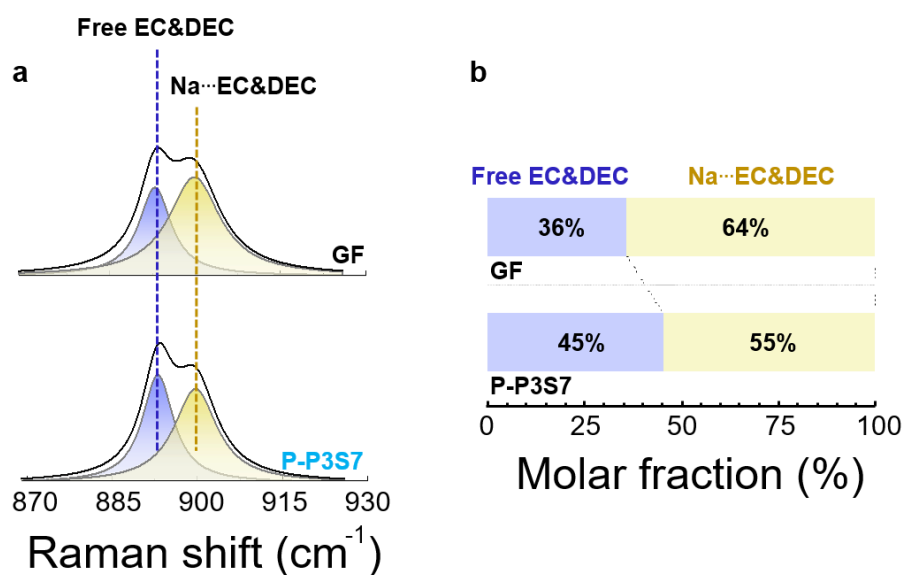 a
Free EC&DEC
Na···EC&DEC
GF
P-P3S7
870 885 900 915 930
Raman shift (cm⁻¹)
b
Free EC&DEC Na···EC&DEC
36% 64%
GF
45% 55%
P-P3S7
0 25 50 75 100
Molar fraction (%)